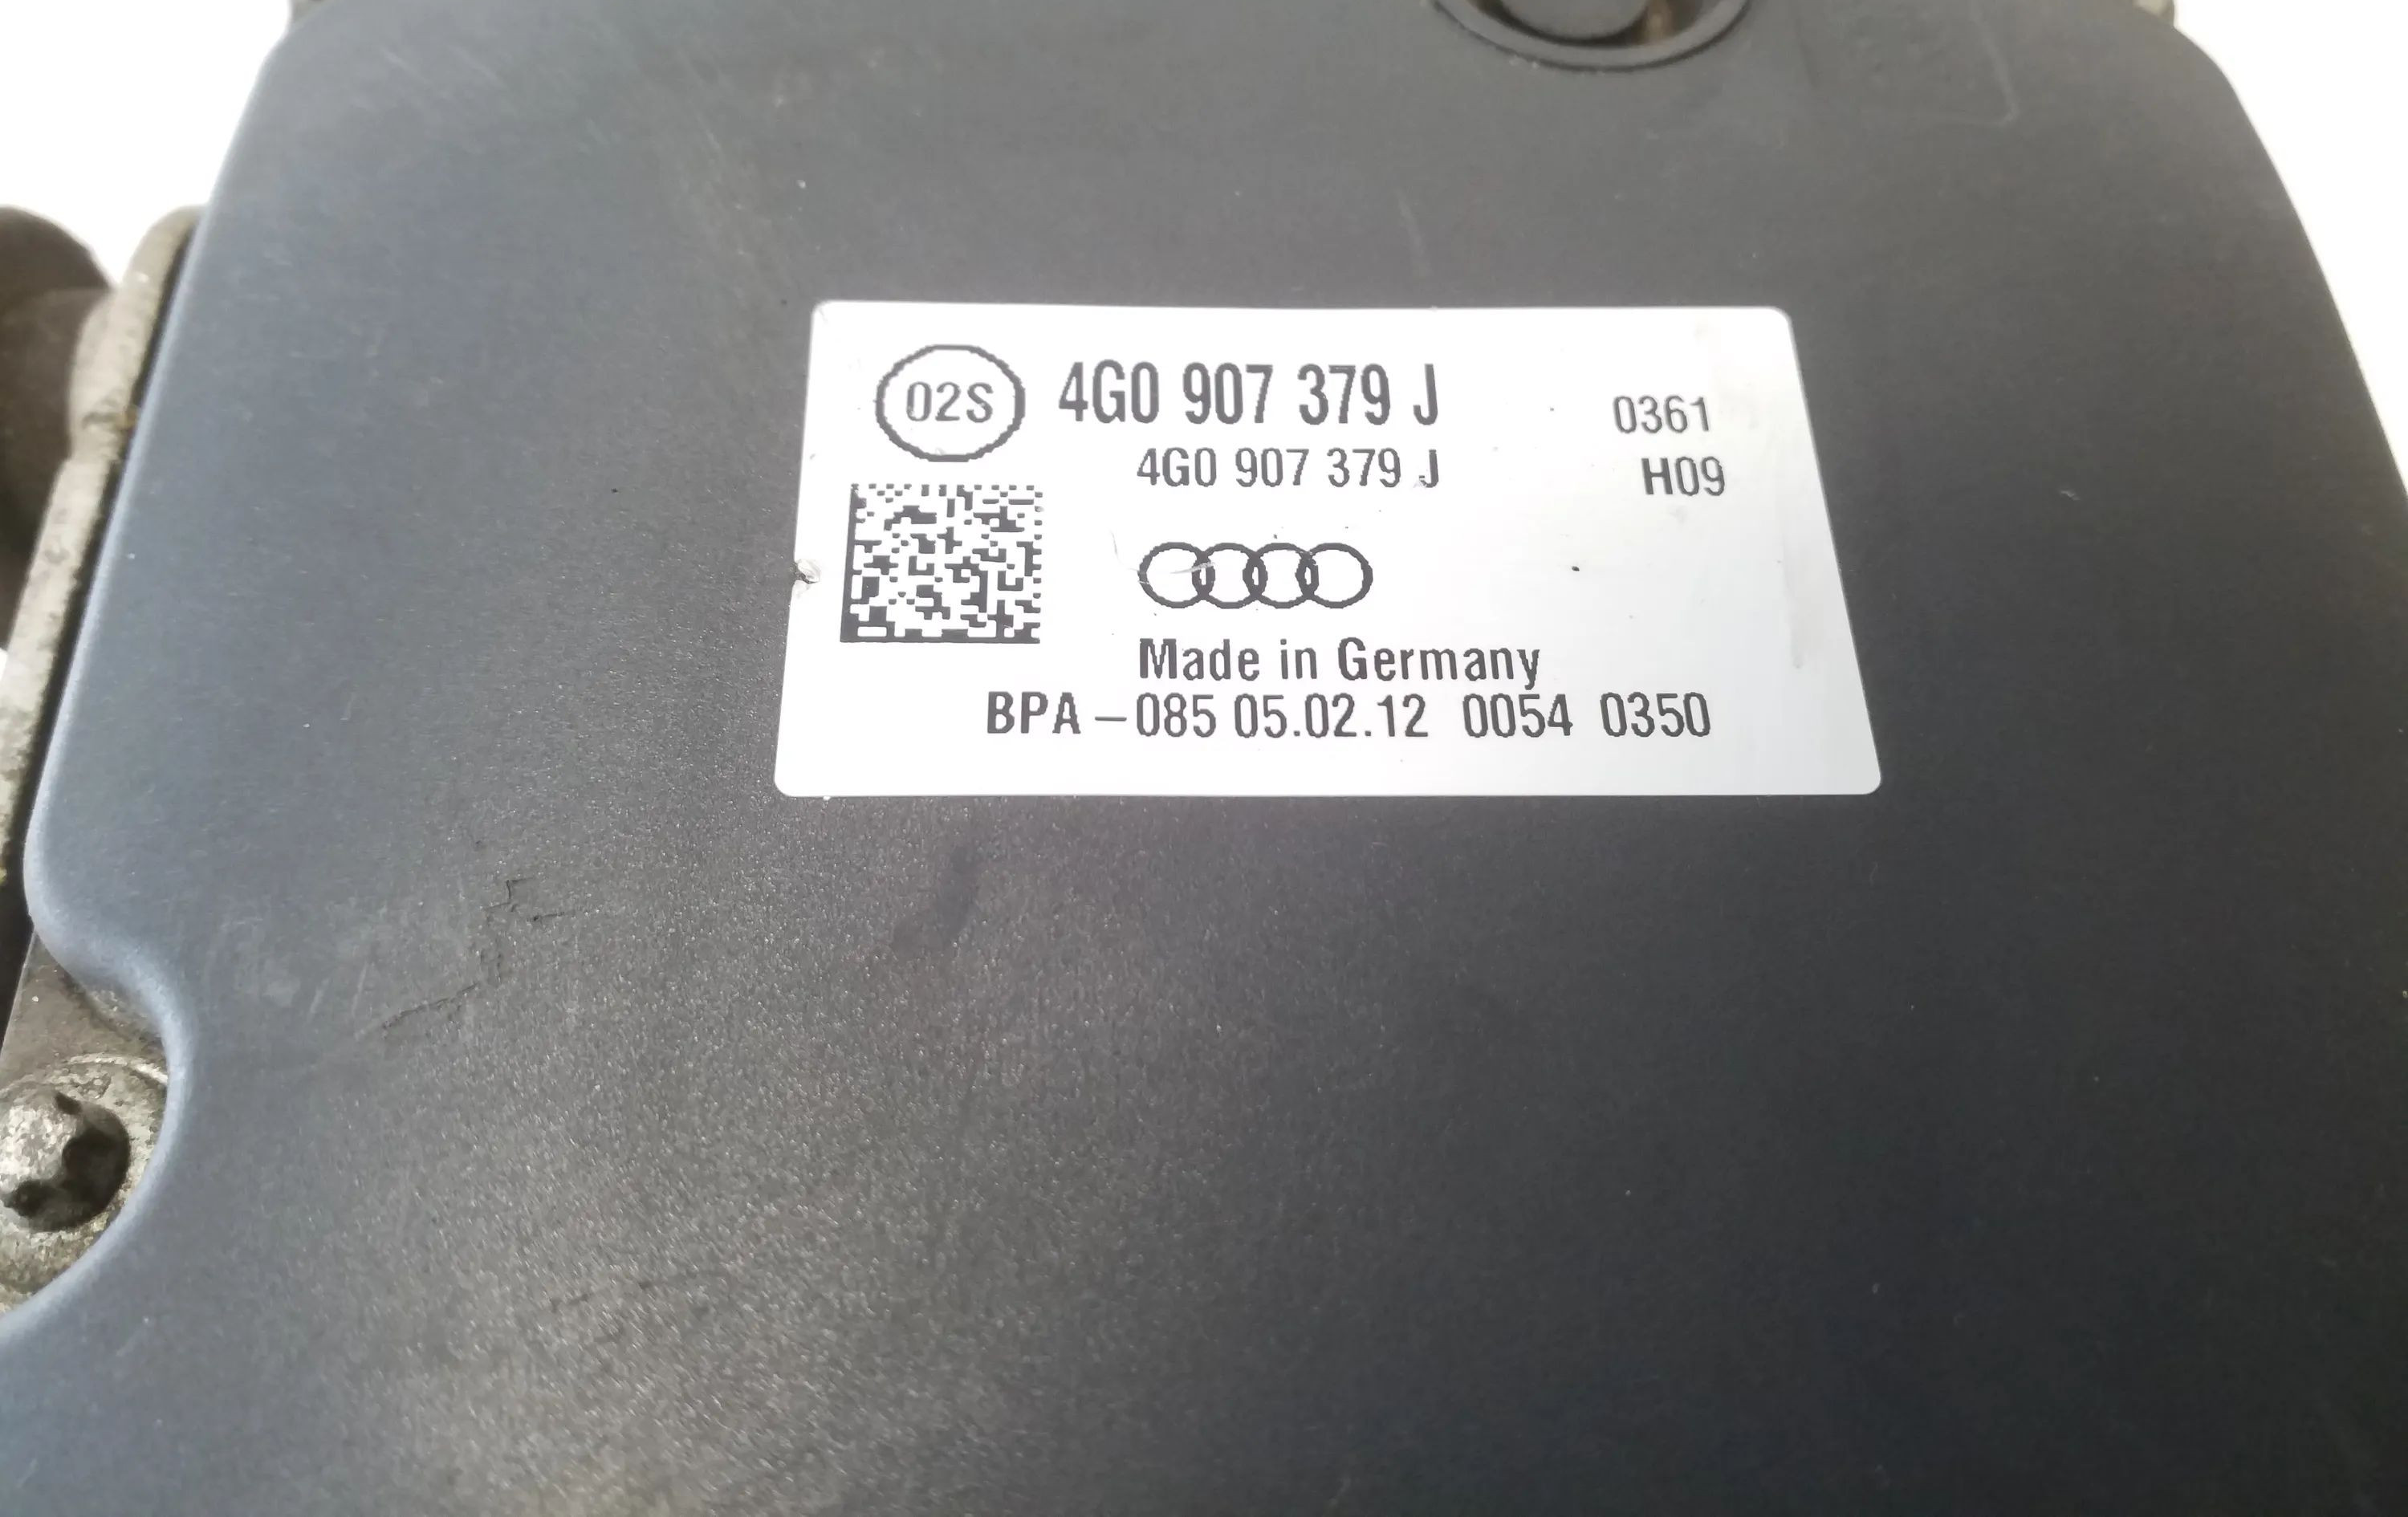 02S 4G0 907 379 J 0361
4G0 907 379 J H09
Made in Germany
BPA-085 05.02.12 0054 0350